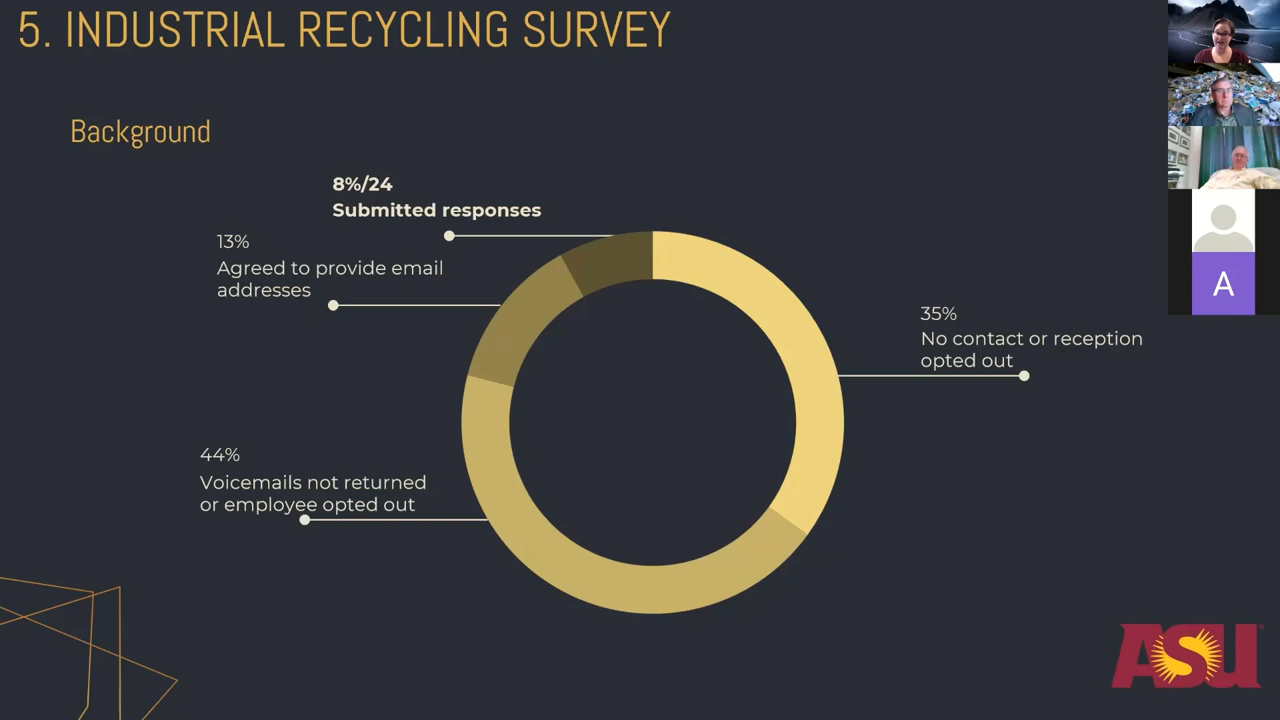 5. INDUSTRIAL RECYCLING SURVEY
Background
8%/24
Submitted responses
13%
Agreed to provide email
addresses
35%
No contact or reception
opted out
44%
Voicemails not returned
or employee opted out
A
ASU